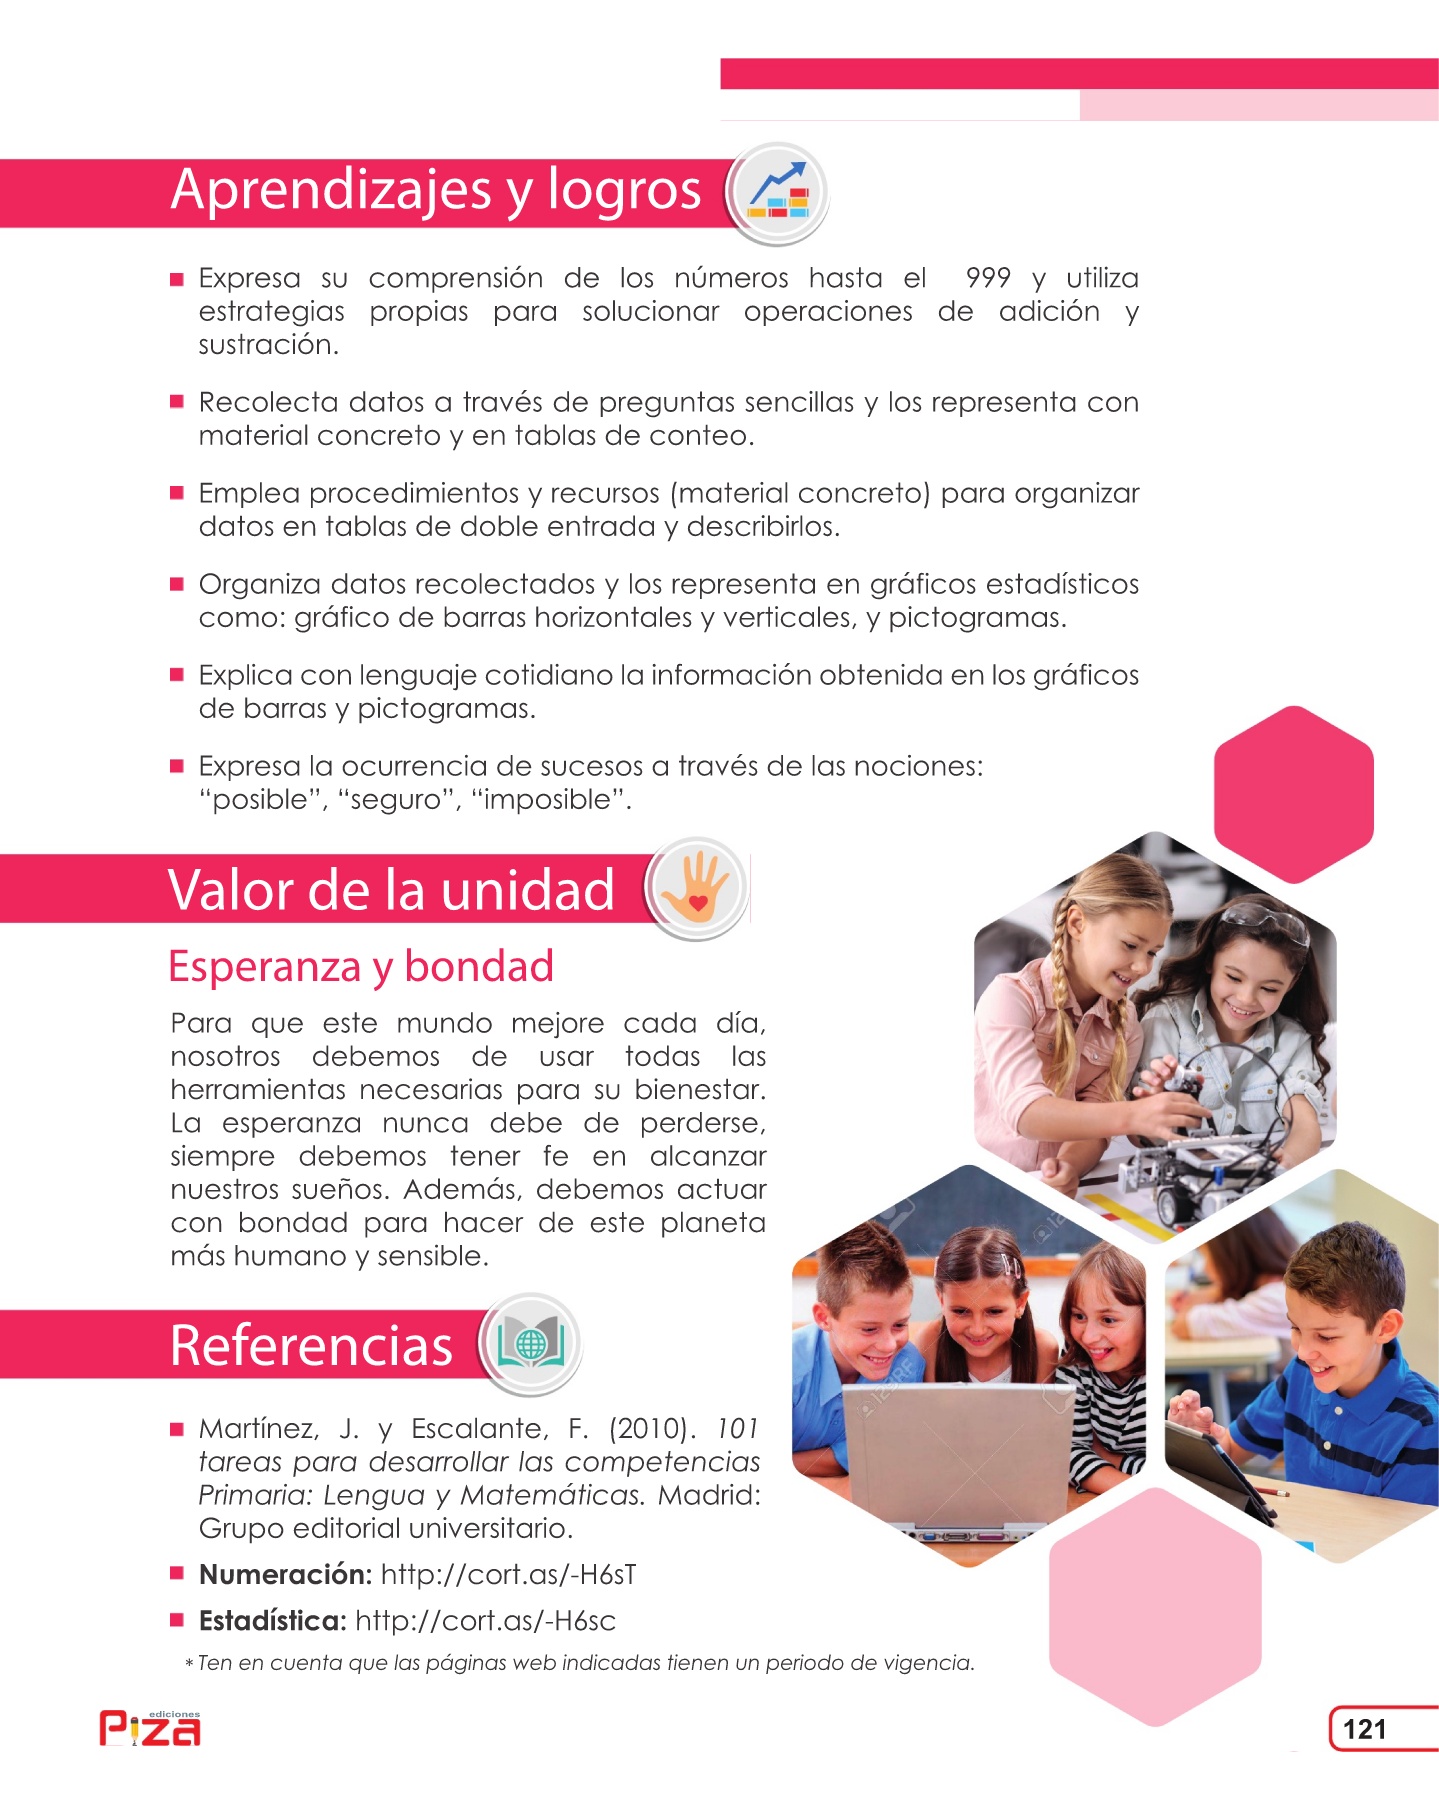 Aprendizajes y logros
■ Expresa su comprensión de los números hasta el 999 y utiliza
estrategias propias para solucionar operaciones de adición y
sustración.
■ Recolecta datos a través de preguntas sencillas y los representa con
material concreto y en tablas de conteo.
■ Emplea procedimientos y recursos (material concreto) para organizar
datos en tablas de doble entrada y describirlos.
■ Organiza datos recolectados y los representa en gráficos estadísticos
como: gráfico de barras horizontales y verticales, y pictogramas.
■ Explica con lenguaje cotidiano la información obtenida en los gráficos
de barras y pictogramas.
■ Expresa la ocurrencia de sucesos a través de las nociones:
“posible”, “seguro”, “imposible”.
Valor de la unidad
Esperanza y bondad
Para que este mundo mejore cada día,
nosotros debemos de usar todas las
herramientas necesarias para su bienestar.
La esperanza nunca debe de perderse,
siempre debemos tener fe en alcanzar
nuestros sueños. Además, debemos actuar
con bondad para hacer de este planeta
más humano y sensible.
Referencias
■ Martínez, J. y Escalante, F. (2010). 101
tareas para desarrollar las competencias
Primaria: Lengua y Matemáticas. Madrid:
Grupo editorial universitario.
■ Numeración: http://cort.as/-H6sT
■ Estadística: http://cort.as/-H6sc
* Ten en cuenta que las páginas web indicadas tienen un periodo de vigencia.
ediciones
Piza
121